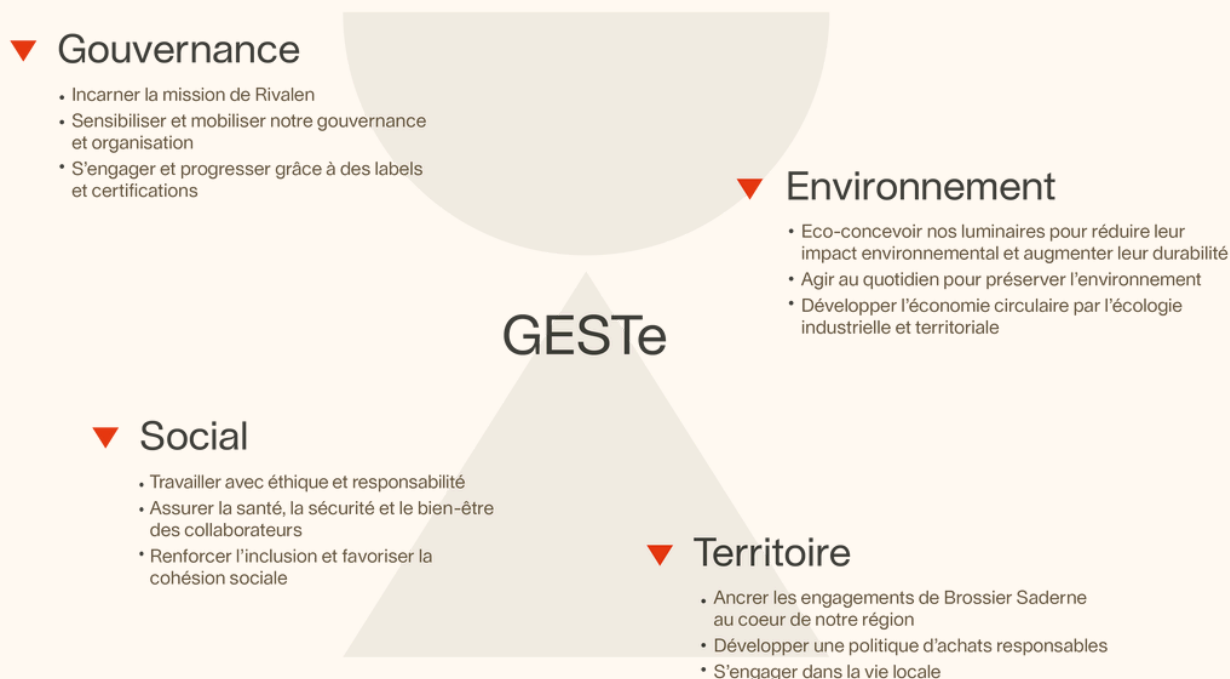 Gouvernance
• Incarner la mission de Rivalen
• Sensibiliser et mobiliser notre gouvernance
et organisation
• S'engager et progresser grâce à des labels
et certifications
Environnement
• Eco-concevoir nos luminaires pour réduire leur
impact environnemental et augmenter leur durabilité
• Agir au quotidien pour préserver l'environnement
• Développer l'économie circulaire par l'écologie
industrielle et territoriale
GESTe
Social
• Travailler avec éthique et responsabilité
• Assurer la santé, la sécurité et le bien-être
des collaborateurs
• Renforcer l'inclusion et favoriser la
cohésion sociale
Territoire
• Ancrer les engagements de Brossier Saderne
au coeur de notre région
• Développer une politique d'achats responsables
• S'engager dans la vie locale